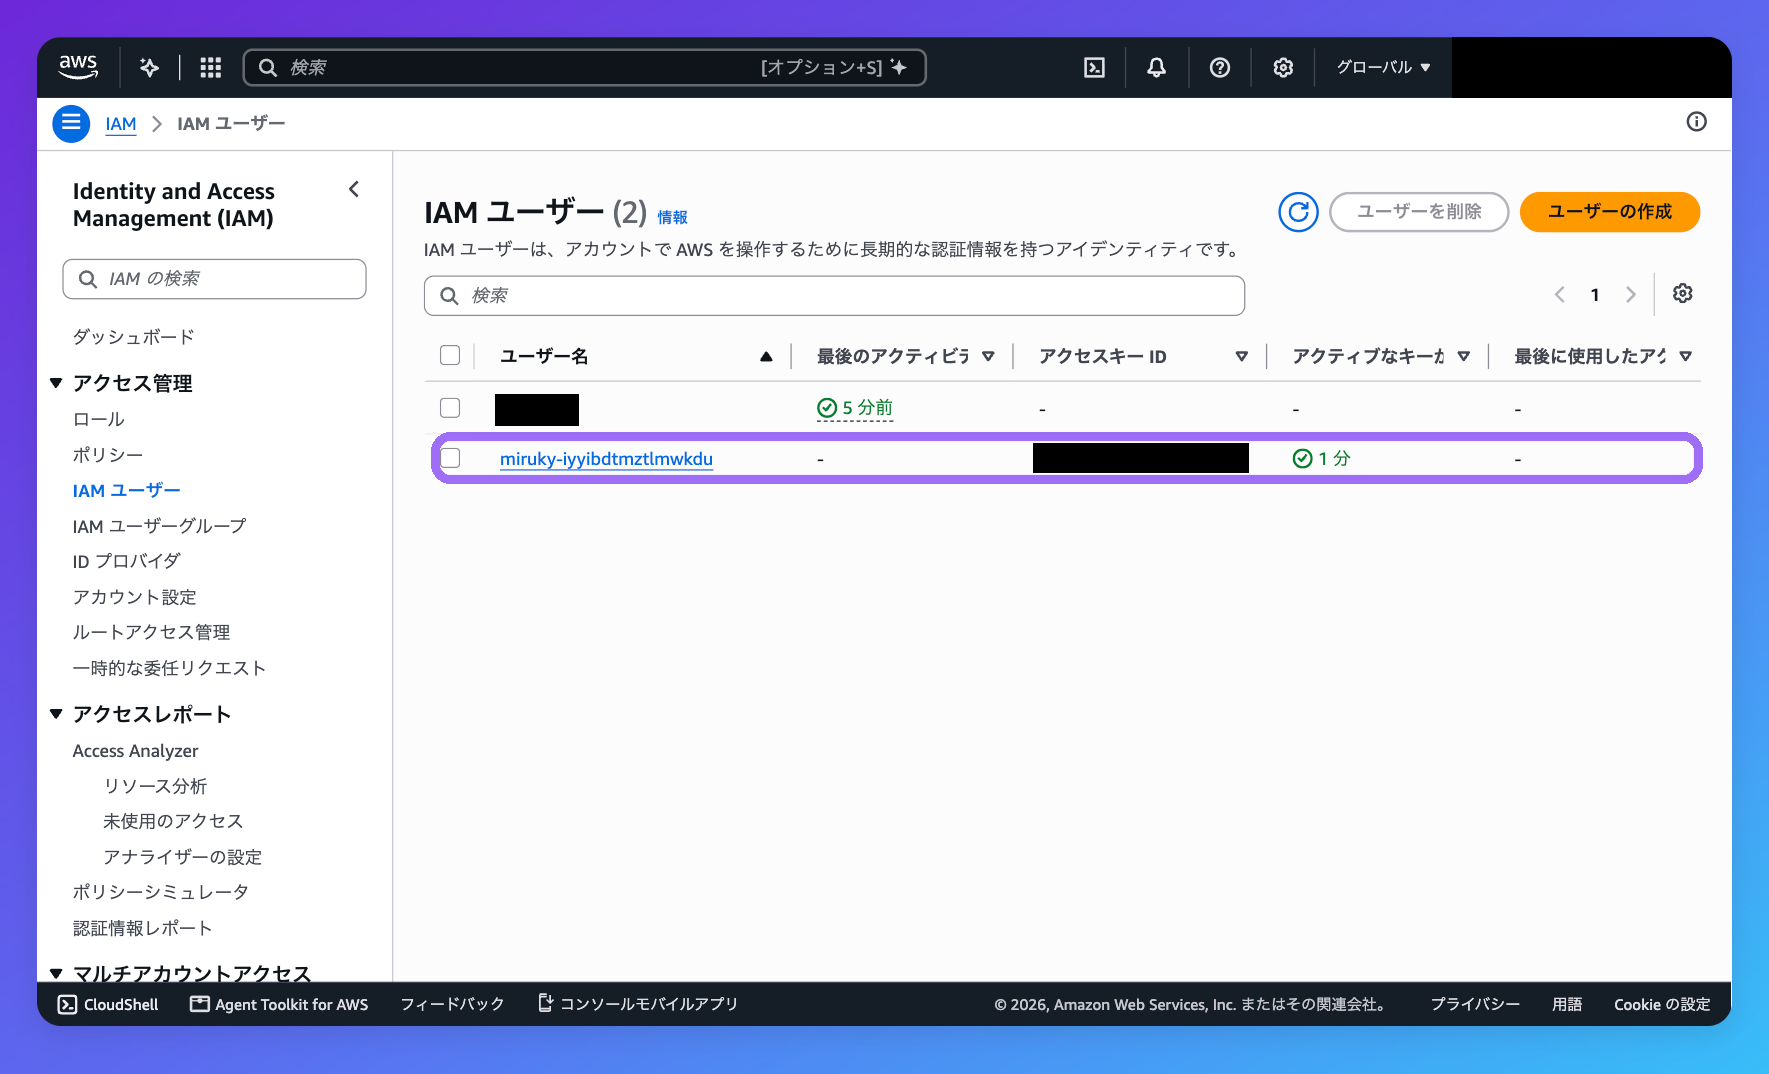 aws
検索
[オプション+S]
グローバル ▼
IAM > IAM ユーザー
Identity and Access
Management (IAM)
IAM の検索
ダッシュボード
▼ アクセス管理
ロール
ポリシー
IAM ユーザー
IAM ユーザーグループ
ID プロバイダ
アカウント設定
ルートアクセス管理
一時的な委任リクエスト
▼ アクセスレポート
Access Analyzer
リソース分析
未使用のアクセス
アナライザーの設定
ポリシーシミュレータ
認証情報レポート
▼ マルチアカウントアクセス
IAM ユーザー (2) 情報
ユーザーを削除
ユーザーの作成
IAM ユーザーは、アカウントで AWS を操作するために長期的な認証情報を持つアイデンティティです。
検索
1
ユーザー名 ▲ 最後のアクティビテ ▽ アクセスキー ID ▽ アクティブなキーが ▽ 最後に使用したアク ▽
5 分前 - - -
miruky-iyyibdtmztlmwkdu - 1 分 -
CloudShell Agent Toolkit for AWS フィードバック コンソールモバイルアプリ © 2026, Amazon Web Services, Inc. またはその関連会社。 プライバシー 用語 Cookie の設定